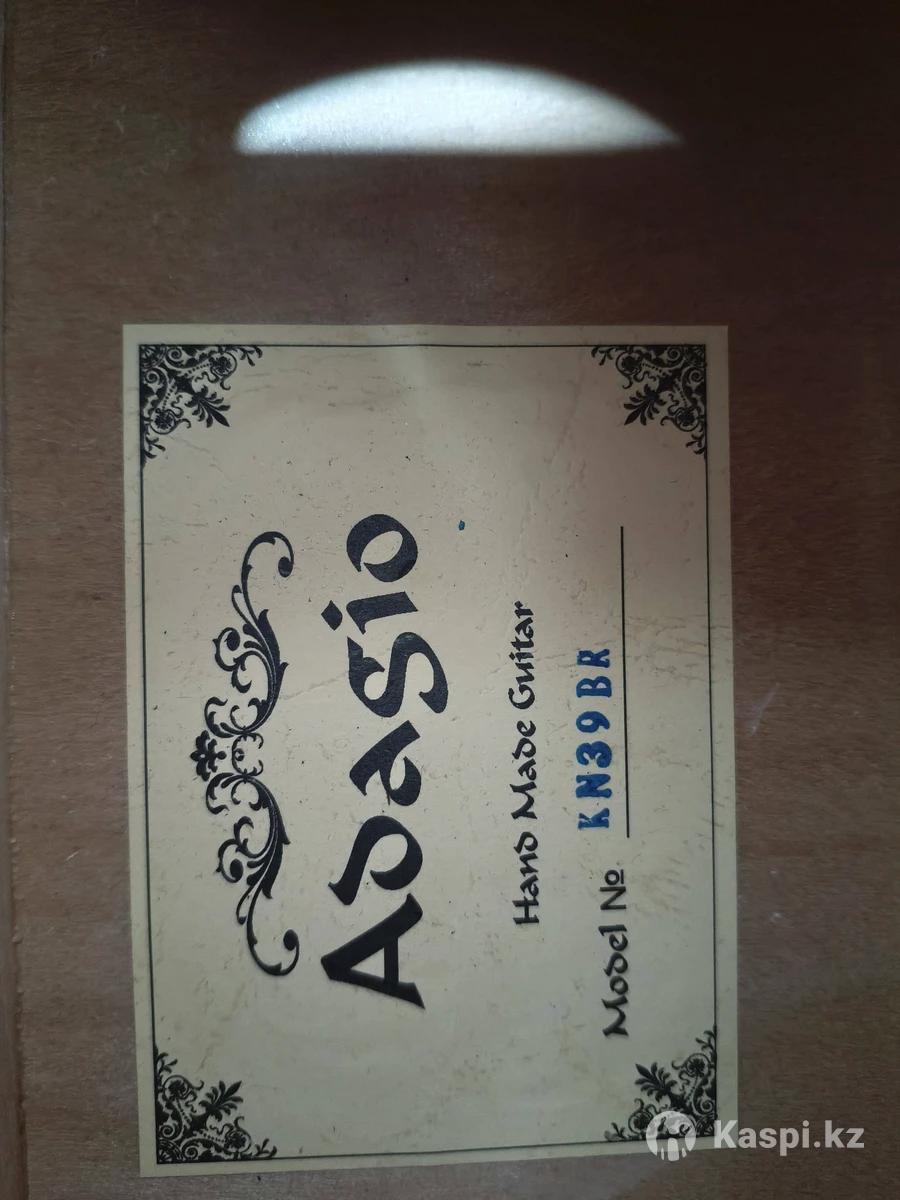 Adagio
Hand Made Guitar
Model № KN39BR
Kaspi.kz